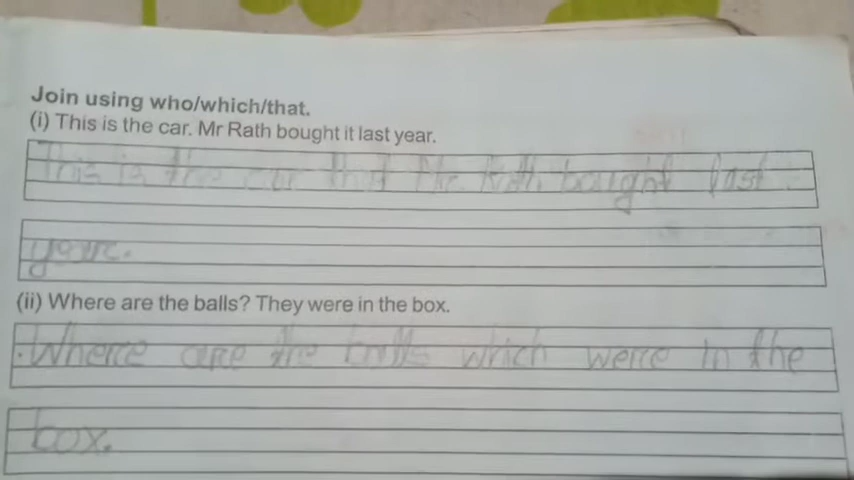 Join using who/which/that.
(i) This is the car. Mr Rath bought it last year.
This is the car that Mr Rath bought last
year.
(ii) Where are the balls? They were in the box.
Where are the balls which were in the
box.